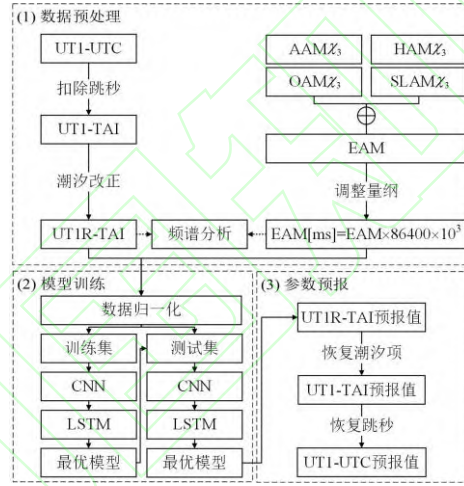 (1) 数据预处理
UT1-UTC
扣除跳秒
UT1-TAI
潮汐改正
UT1R-TAI
频谱分析
AAMχ₃
HAMχ₃
OAMχ₃
SLAMχ₃
EAM
调整量纲
EAM[ms]=EAM×86400×10³
(2) 模型训练
数据归一化
训练集
测试集
CNN
CNN
LSTM
LSTM
最优模型
最优模型
(3) 参数预报
UT1R-TAI预报值
恢复潮汐项
UT1-TAI预报值
恢复跳秒
UT1-UTC预报值